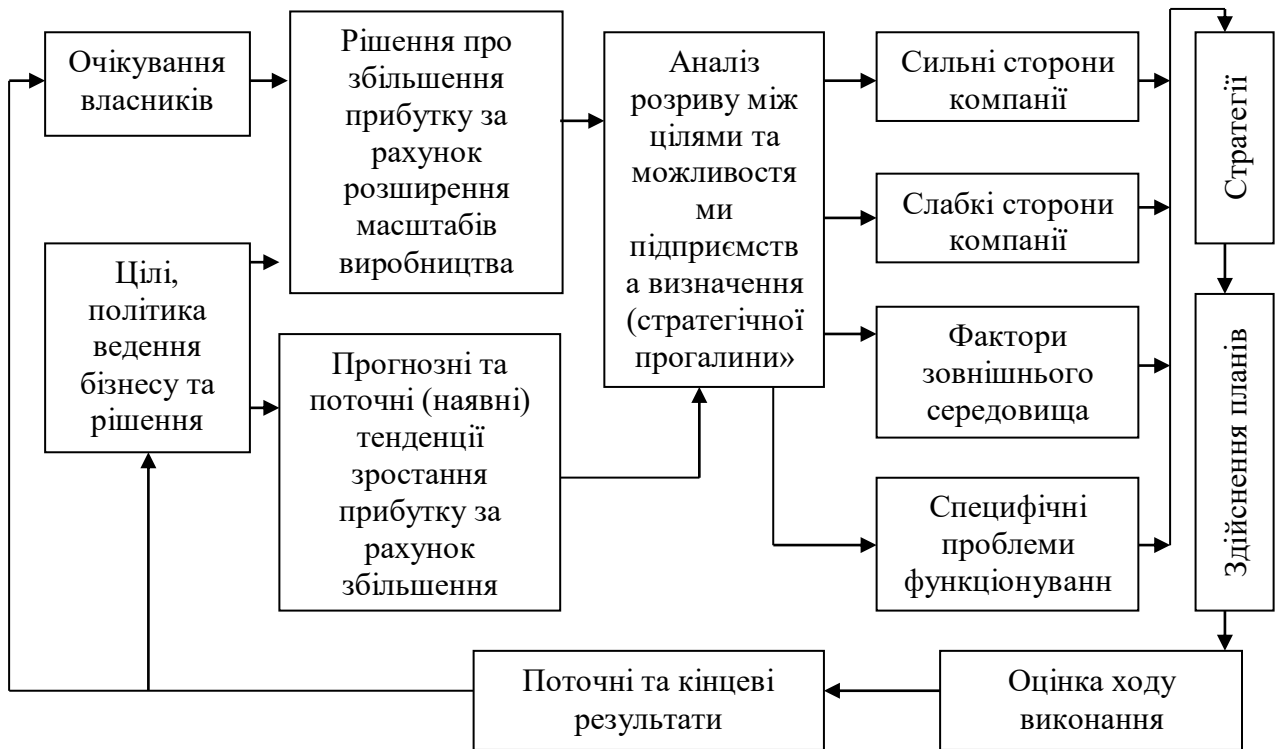 Очікування
власників
Рішення про
збільшення
прибутку за
рахунок
розширення
масштабів
виробництва
Аналіз
розриву між
цілями та
можливостя
ми
підприємств
а визначення
(стратегічної
прогалини»
Сильні сторони
компанії
Слабкі сторони
компанії
Фактори
зовнішнього
середовища
Специфічні
проблеми
функціонуванн
Стратегії
Здійснення планів
Цілі,
політика
ведення
бізнесу та
рішення
Прогнозні та
поточні (наявні)
тенденції
зростання
прибутку за
рахунок
збільшення
Поточні та кінцеві
результати
Оцінка ходу
виконання